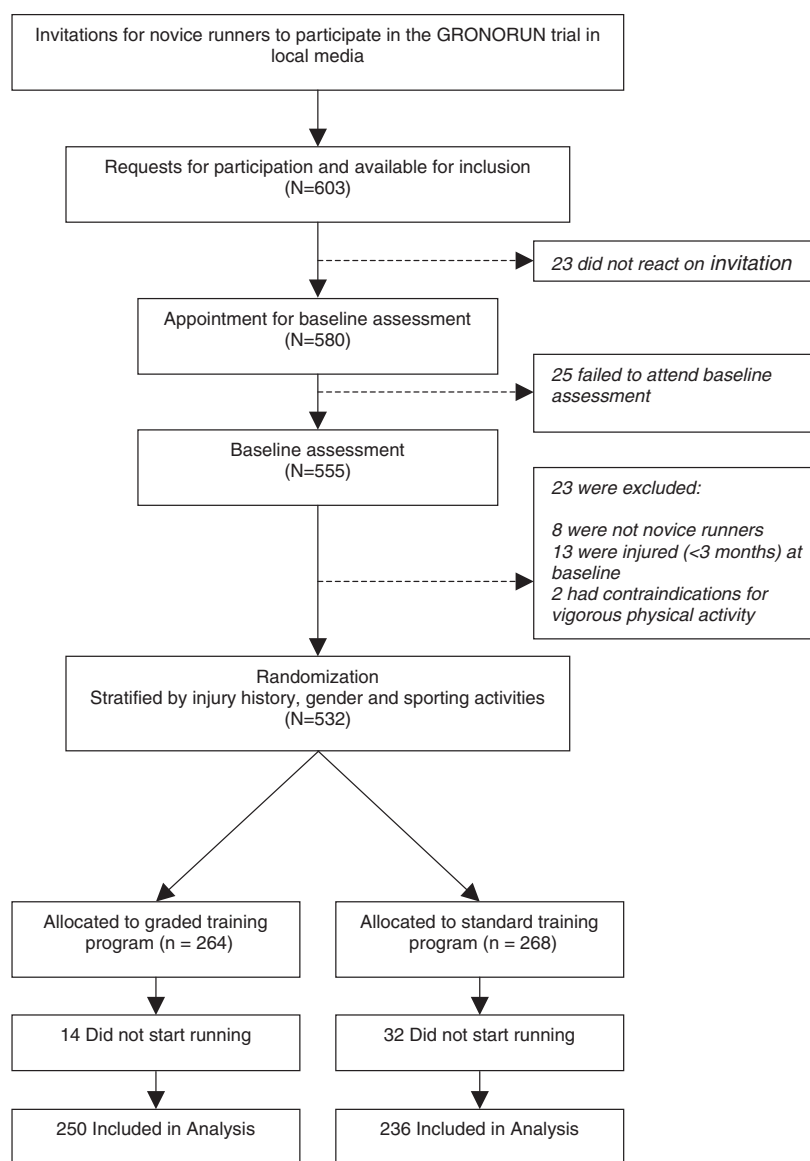 Invitations for novice runners to participate in the GRONORUN trial in
local media
Requests for participation and available for inclusion
(N=603)
23 did not react on invitation
Appointment for baseline assessment
(N=580)
25 failed to attend baseline
assessment
Baseline assessment
(N=555)
23 were excluded:
8 were not novice runners
13 were injured (<3 months) at
baseline
2 had contraindications for
vigorous physical activity
Randomization
Stratified by injury history, gender and sporting activities
(N=532)
Allocated to graded training
program (n = 264)
Allocated to standard training
program (n = 268)
14 Did not start running
32 Did not start running
250 Included in Analysis
236 Included in Analysis